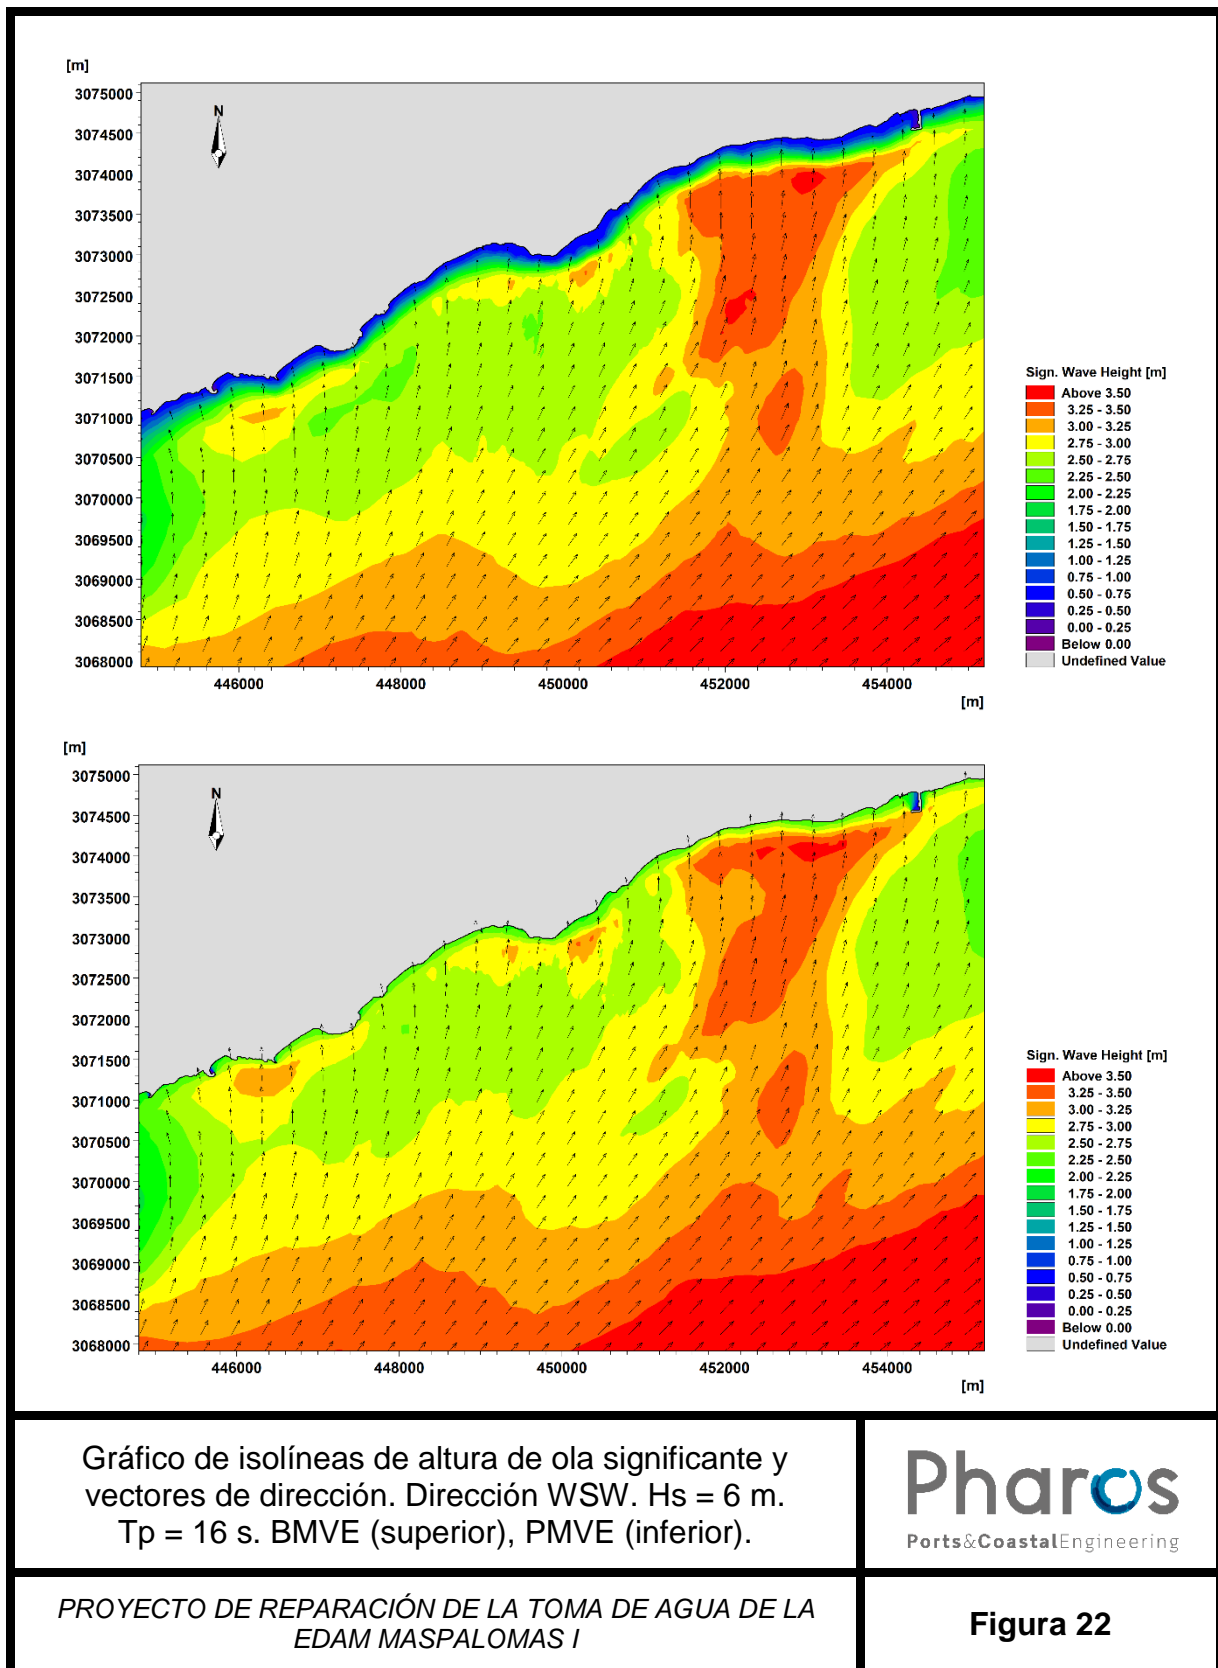 [m]
3075000
3074500
3074000
3073500
3073000
3072500
3072000
3071500
3071000
3070500
3070000
3069500
3069000
3068500
3068000
N
446000 448000 450000 452000 454000
[m]
Sign. Wave Height [m]
Above 3.50
3.25 - 3.50
3.00 - 3.25
2.75 - 3.00
2.50 - 2.75
2.25 - 2.50
2.00 - 2.25
1.75 - 2.00
1.50 - 1.75
1.25 - 1.50
1.00 - 1.25
0.75 - 1.00
0.50 - 0.75
0.25 - 0.50
0.00 - 0.25
Below 0.00
Undefined Value
[m]
3075000
3074500
3074000
3073500
3073000
3072500
3072000
3071500
3071000
3070500
3070000
3069500
3069000
3068500
3068000
N
446000 448000 450000 452000 454000
[m]
Sign. Wave Height [m]
Above 3.50
3.25 - 3.50
3.00 - 3.25
2.75 - 3.00
2.50 - 2.75
2.25 - 2.50
2.00 - 2.25
1.75 - 2.00
1.50 - 1.75
1.25 - 1.50
1.00 - 1.25
0.75 - 1.00
0.50 - 0.75
0.25 - 0.50
0.00 - 0.25
Below 0.00
Undefined Value
Gráfico de isolíneas de altura de ola significante y
vectores de dirección. Dirección WSW. Hs = 6 m.
Tp = 16 s. BMVE (superior), PMVE (inferior).
Pharos
Ports&CoastalEngineering
PROYECTO DE REPARACIÓN DE LA TOMA DE AGUA DE LA
EDAM MASPALOMAS I
Figura 22